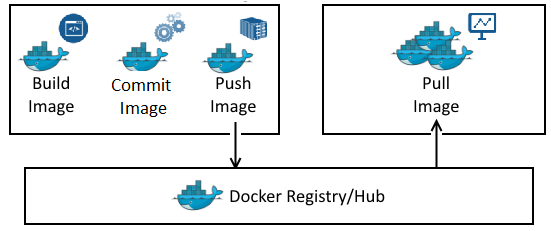 Build
Image
Commit
Image
Push
Image
Pull
Image
Docker Registry/Hub